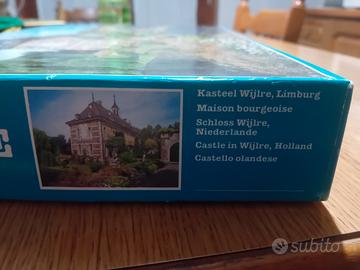 Kasteel Wijlre, Limburg
Maison bourgeoise
Schloss Wijlre,
Niederlande
Castle in Wijlre, Holland
Castello olandese
subito